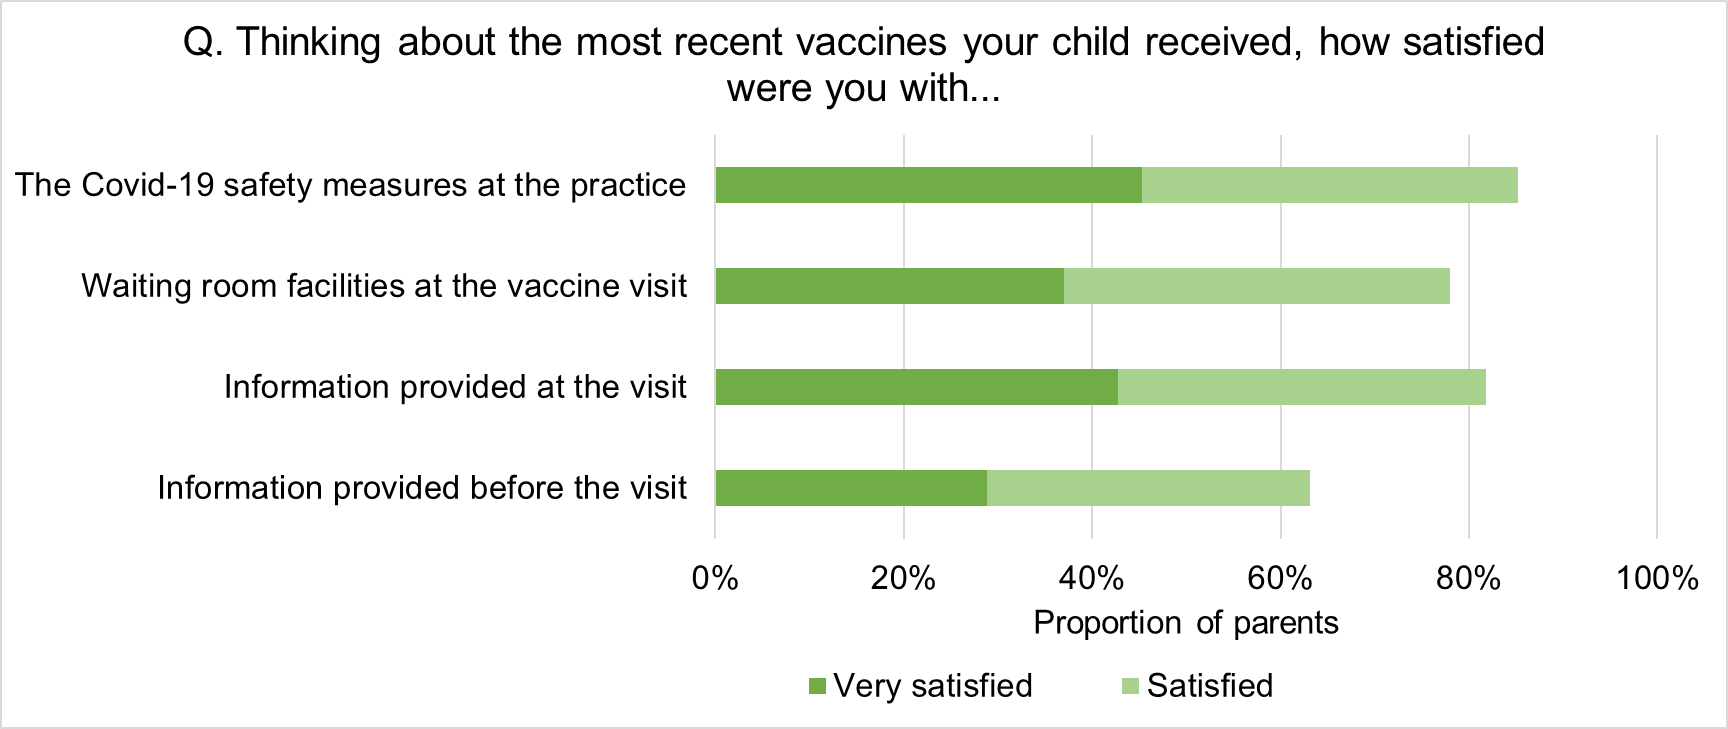 Q. Thinking about the most recent vaccines your child received, how satisfied
were you with...
The Covid-19 safety measures at the practice
Waiting room facilities at the vaccine visit
Information provided at the visit
Information provided before the visit
0% 20% 40% 60% 80% 100%
Proportion of parents
Very satisfied Satisfied